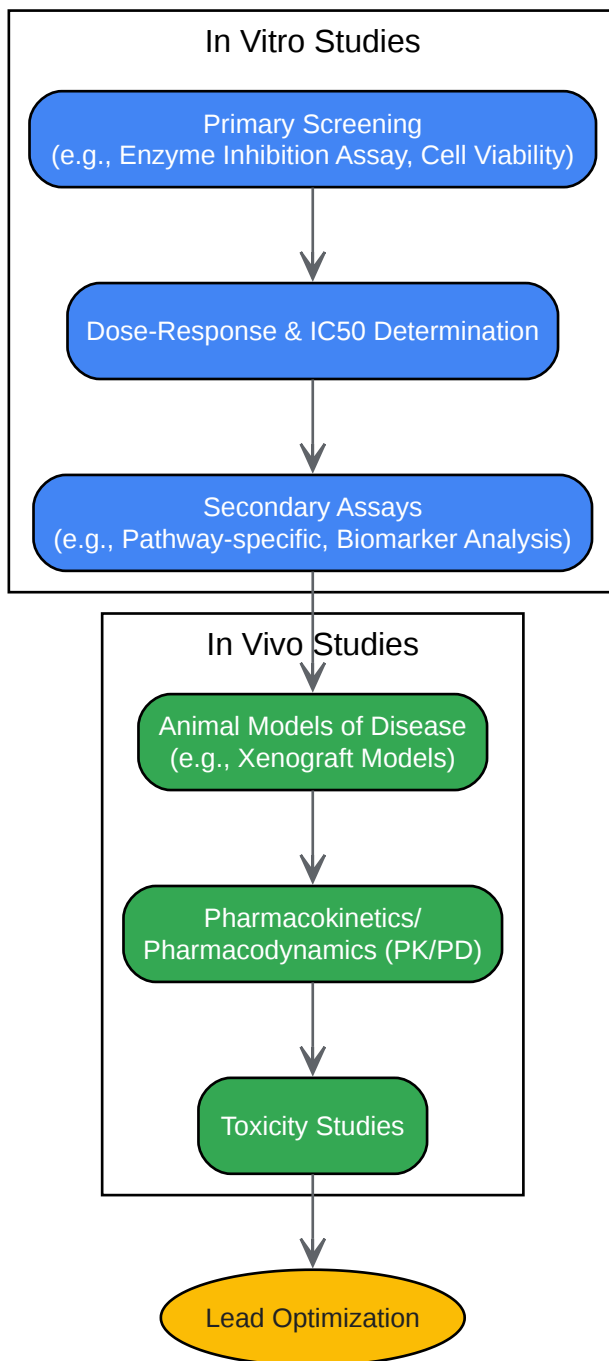 In Vitro Studies
Primary Screening
(e.g., Enzyme Inhibition Assay, Cell Viability)
Dose-Response & IC50 Determination
Secondary Assays
(e.g., Pathway-specific, Biomarker Analysis)
In Vivo Studies
Animal Models of Disease
(e.g., Xenograft Models)
Pharmacokinetics/
Pharmacodynamics (PK/PD)
Toxicity Studies
Lead Optimization